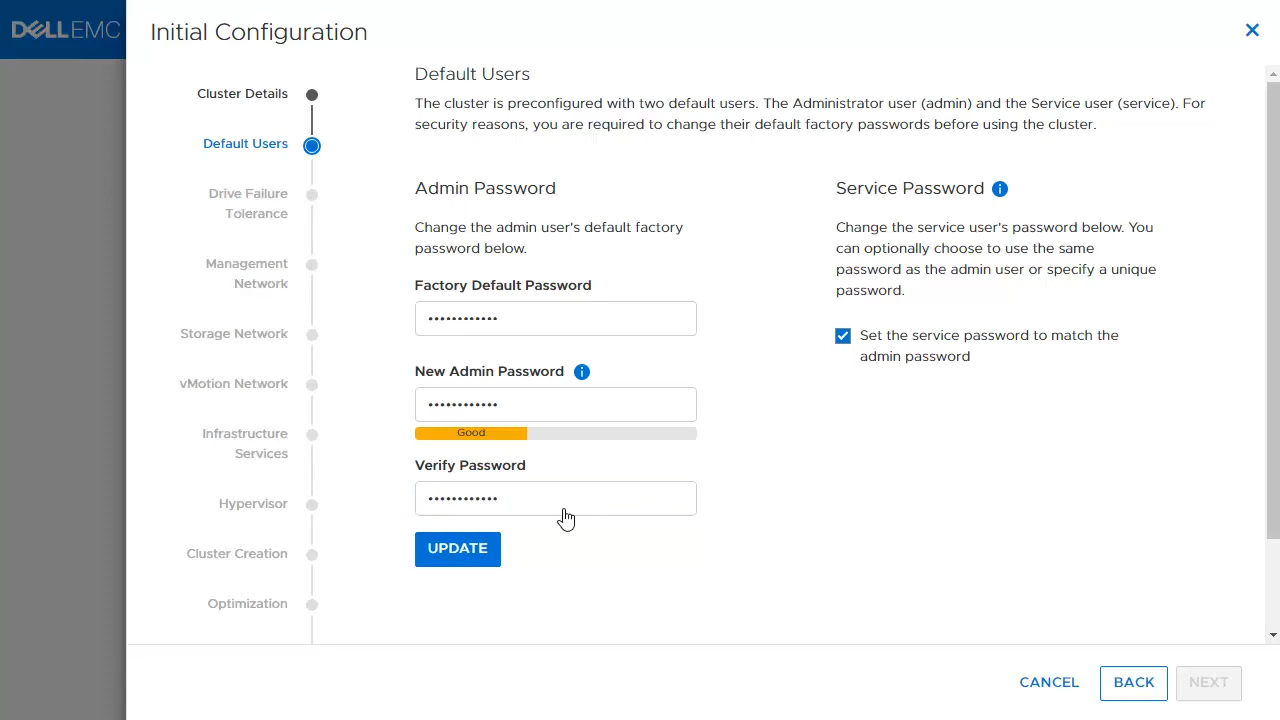 DELL EMC
Initial Configuration
Cluster Details
Default Users
Drive Failure
Tolerance
Management
Network
Storage Network
vMotion Network
Infrastructure
Services
Hypervisor
Cluster Creation
Optimization
Default Users
The cluster is preconfigured with two default users. The Administrator user (admin) and the Service user (service). For
security reasons, you are required to change their default factory passwords before using the cluster.
Admin Password
Change the admin user's default factory
password below.
Factory Default Password
••••••••••••
New Admin Password
••••••••••••
Good
Verify Password
••••••••••••
UPDATE
Service Password
Change the service user's password below. You
can optionally choose to use the same
password as the admin user or specify a unique
password.
Set the service password to match the
admin password
CANCEL
BACK
NEXT